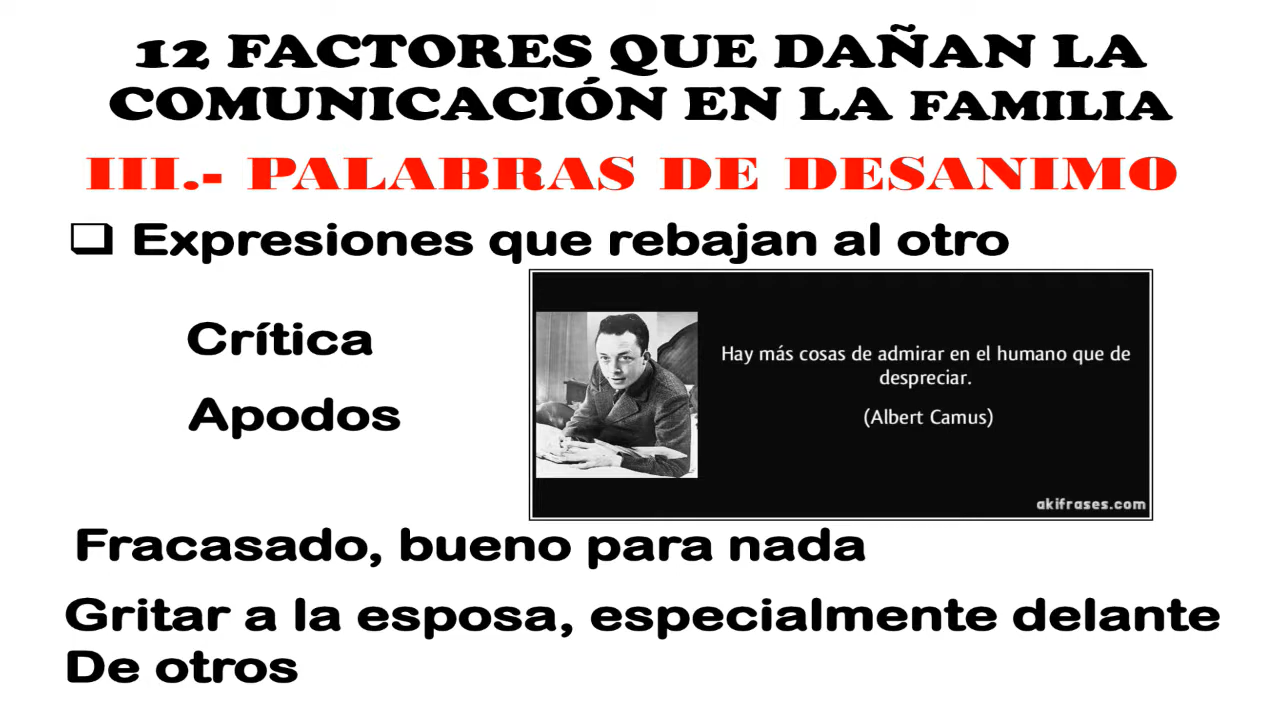 12 FACTORES QUE DAÑAN LA
COMUNICACIÓN EN LA FAMILIA
III.- PALABRAS DE DESANIMO
❑ Expresiones que rebajan al otro
Crítica
Apodos
Hay más cosas de admirar en el humano que de
despreciar.
(Albert Camus)
akifrases.com
Fracasado, bueno para nada
Gritar a la esposa, especialmente delante
De otros